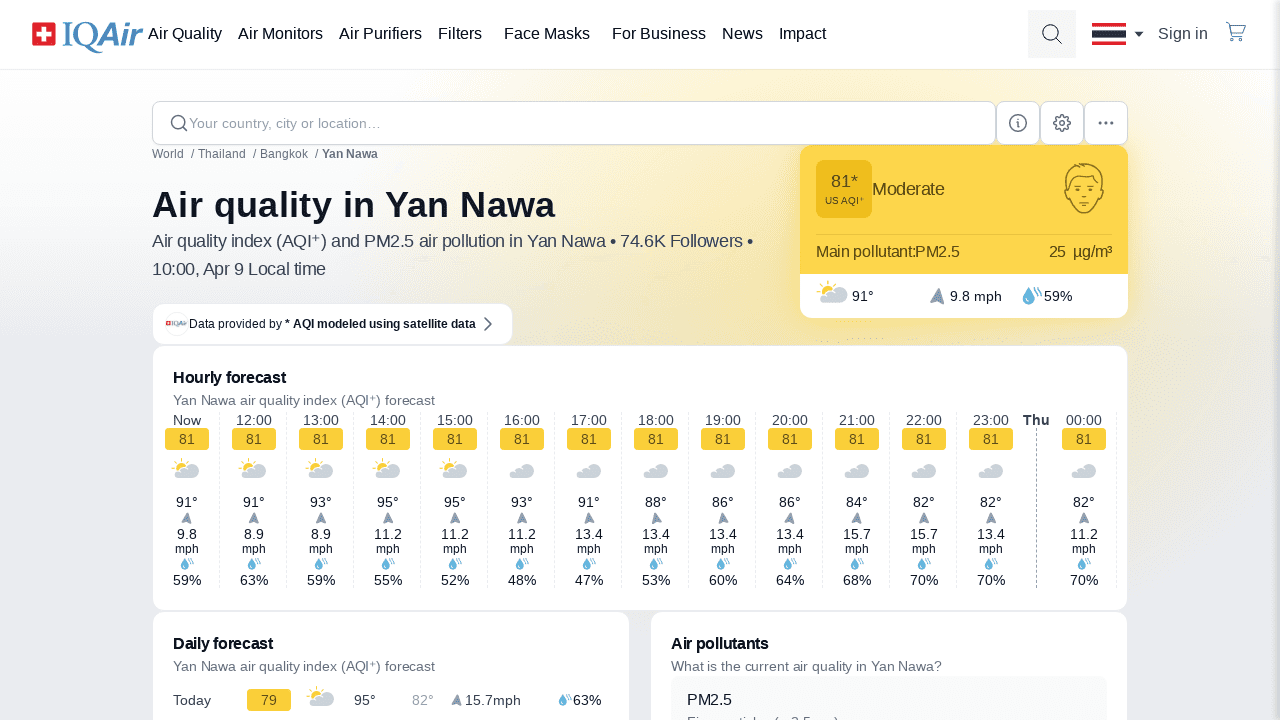 IQAir Air Quality Air Monitors Air Purifiers Filters Face Masks For Business News Impact Sign in
Your country, city or location…
World / Thailand / Bangkok / Yan Nawa
Air quality in Yan Nawa
Air quality index (AQI⁺) and PM2.5 air pollution in Yan Nawa • 74.6K Followers •
10:00, Apr 9 Local time
Data provided by * AQI modeled using satellite data
81*
US AQI⁺
Moderate
Main pollutant:PM2.5 25 µg/m³
91° 9.8 mph 59%
Hourly forecast
Yan Nawa air quality index (AQI⁺) forecast
Now 12:00 13:00 14:00 15:00 16:00 17:00 18:00 19:00 20:00 21:00 22:00 23:00 Thu 00:00
81 81 81 81 81 81 81 81 81 81 81 81 81 81
91° 91° 93° 95° 95° 93° 91° 88° 86° 86° 84° 82° 82° 82°
9.8 8.9 8.9 11.2 11.2 11.2 13.4 13.4 13.4 13.4 15.7 15.7 13.4 11.2
mph mph mph mph mph mph mph mph mph mph mph mph mph mph
59% 63% 59% 55% 52% 48% 47% 53% 60% 64% 68% 70% 70% 70%
Daily forecast
Yan Nawa air quality index (AQI⁺) forecast
Today 79 95° 82° 15.7mph 63%
Air pollutants
What is the current air quality in Yan Nawa?
PM2.5